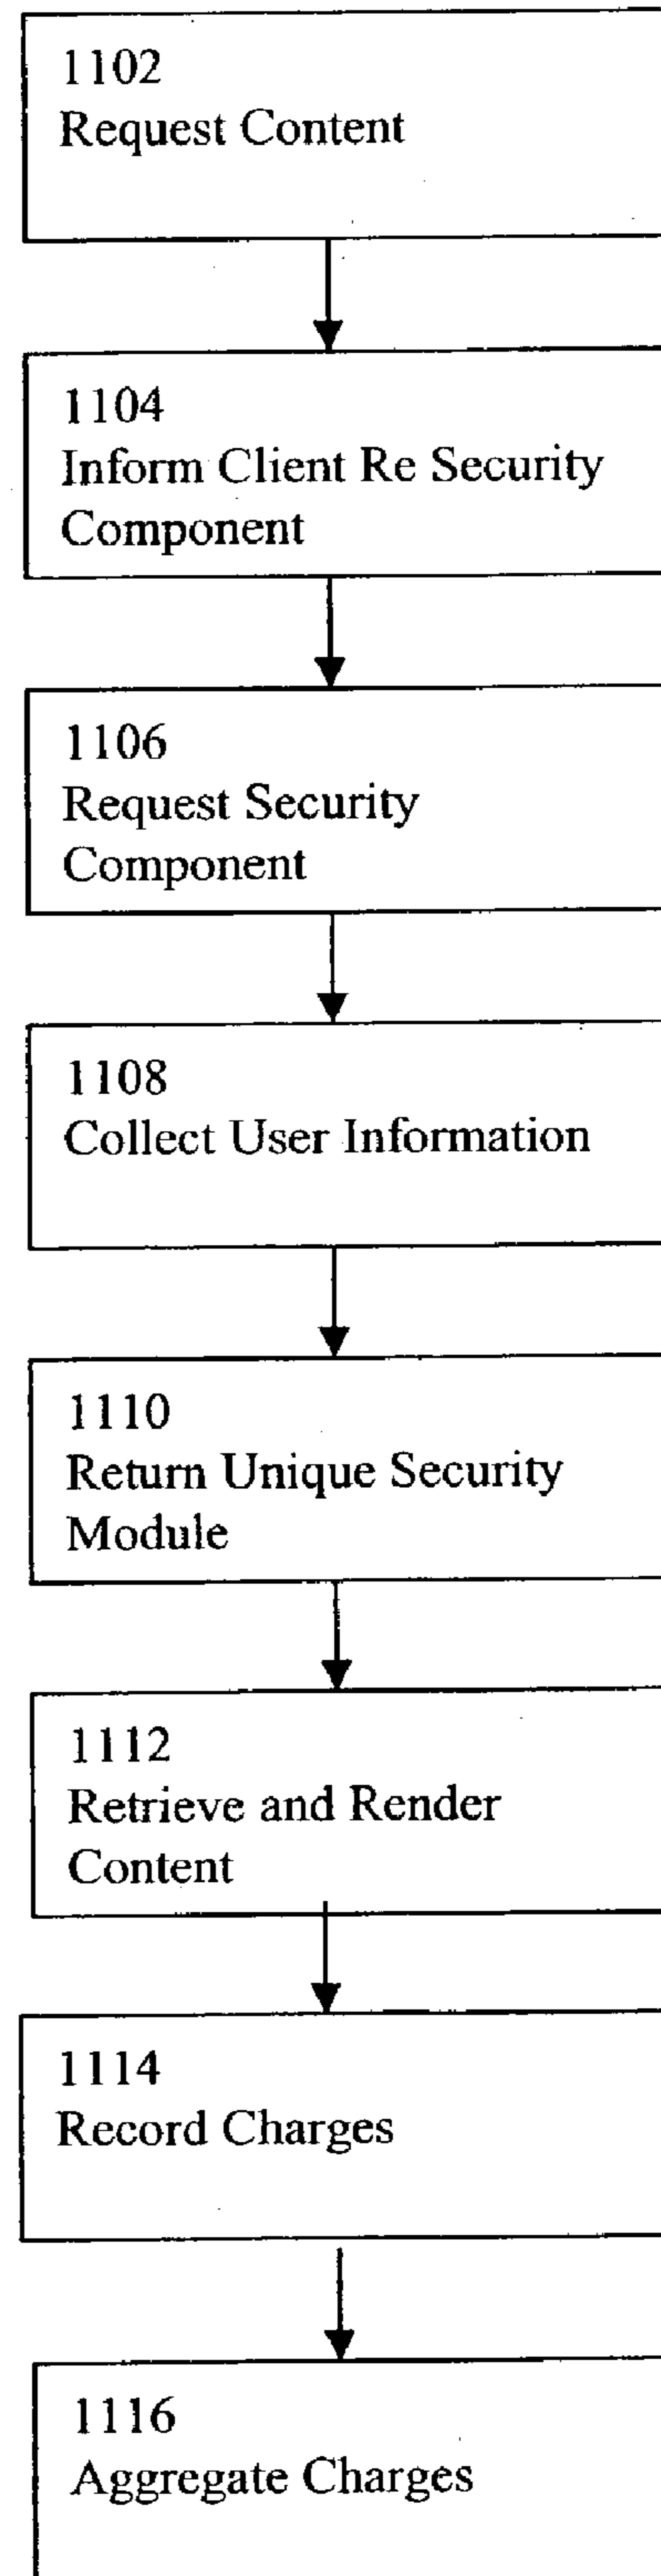 1102
Request Content
1104
Inform Client Re Security
Component
1106
Request Security
Component
1108
Collect User Information
1110
Return Unique Security
Module
1112
Retrieve and Render
Content
1114
Record Charges
1116
Aggregate Charges